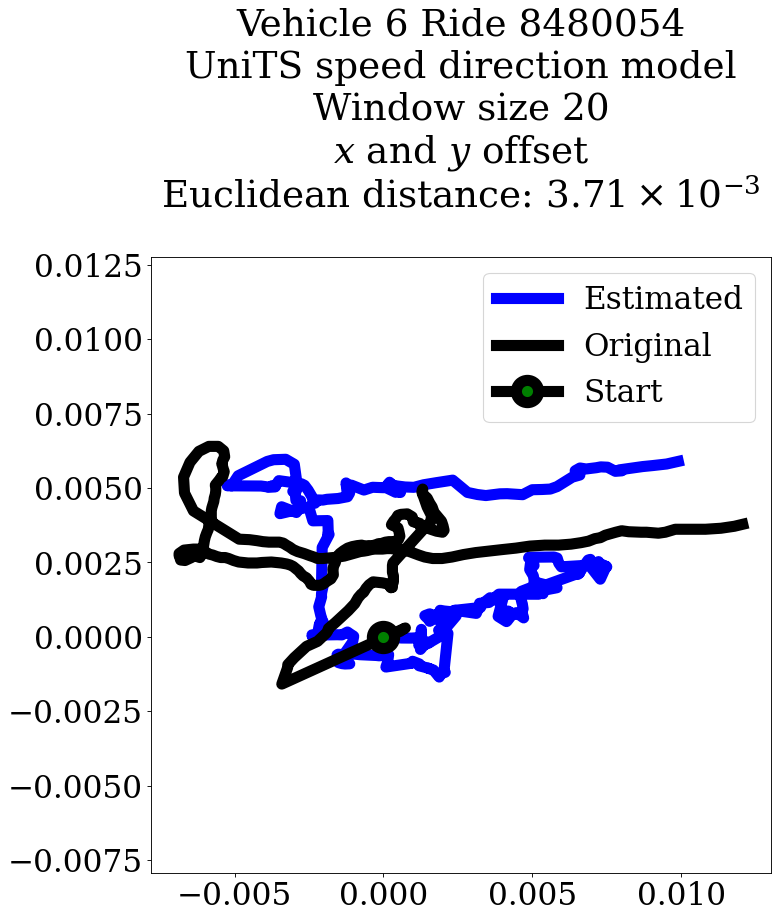 Vehicle 6 Ride 8480054
UniTS speed direction model
Window size 20
x and y offset
Euclidean distance: 3.71 × 10⁻³
0.0125
0.0100
0.0075
0.0050
0.0025
0.0000
−0.0025
−0.0050
−0.0075
Estimated
Original
Start
−0.005 0.000 0.005 0.010